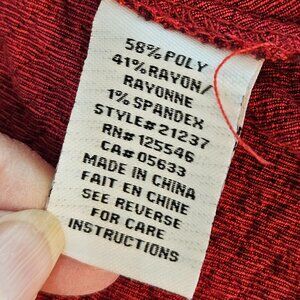 58% POLY
41% RAYON/
RAYONNE
1% SPANDEX
STYLE# 21237
RN# 125546
CA# 05633
MADE IN CHINA
FAIT EN CHINE
SEE REVERSE
FOR CARE
INSTRUCTIONS